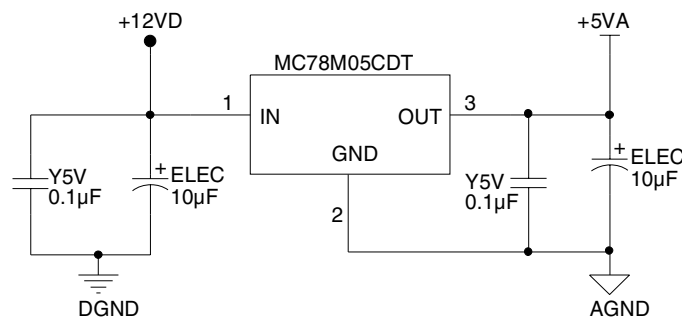 +12VD
+5VA
MC78M05CDT
1
IN
OUT
3
GND
2
+
ELEC
10µF
Y5V
0.1µF
Y5V
0.1µF
+
ELEC
10µF
DGND
AGND